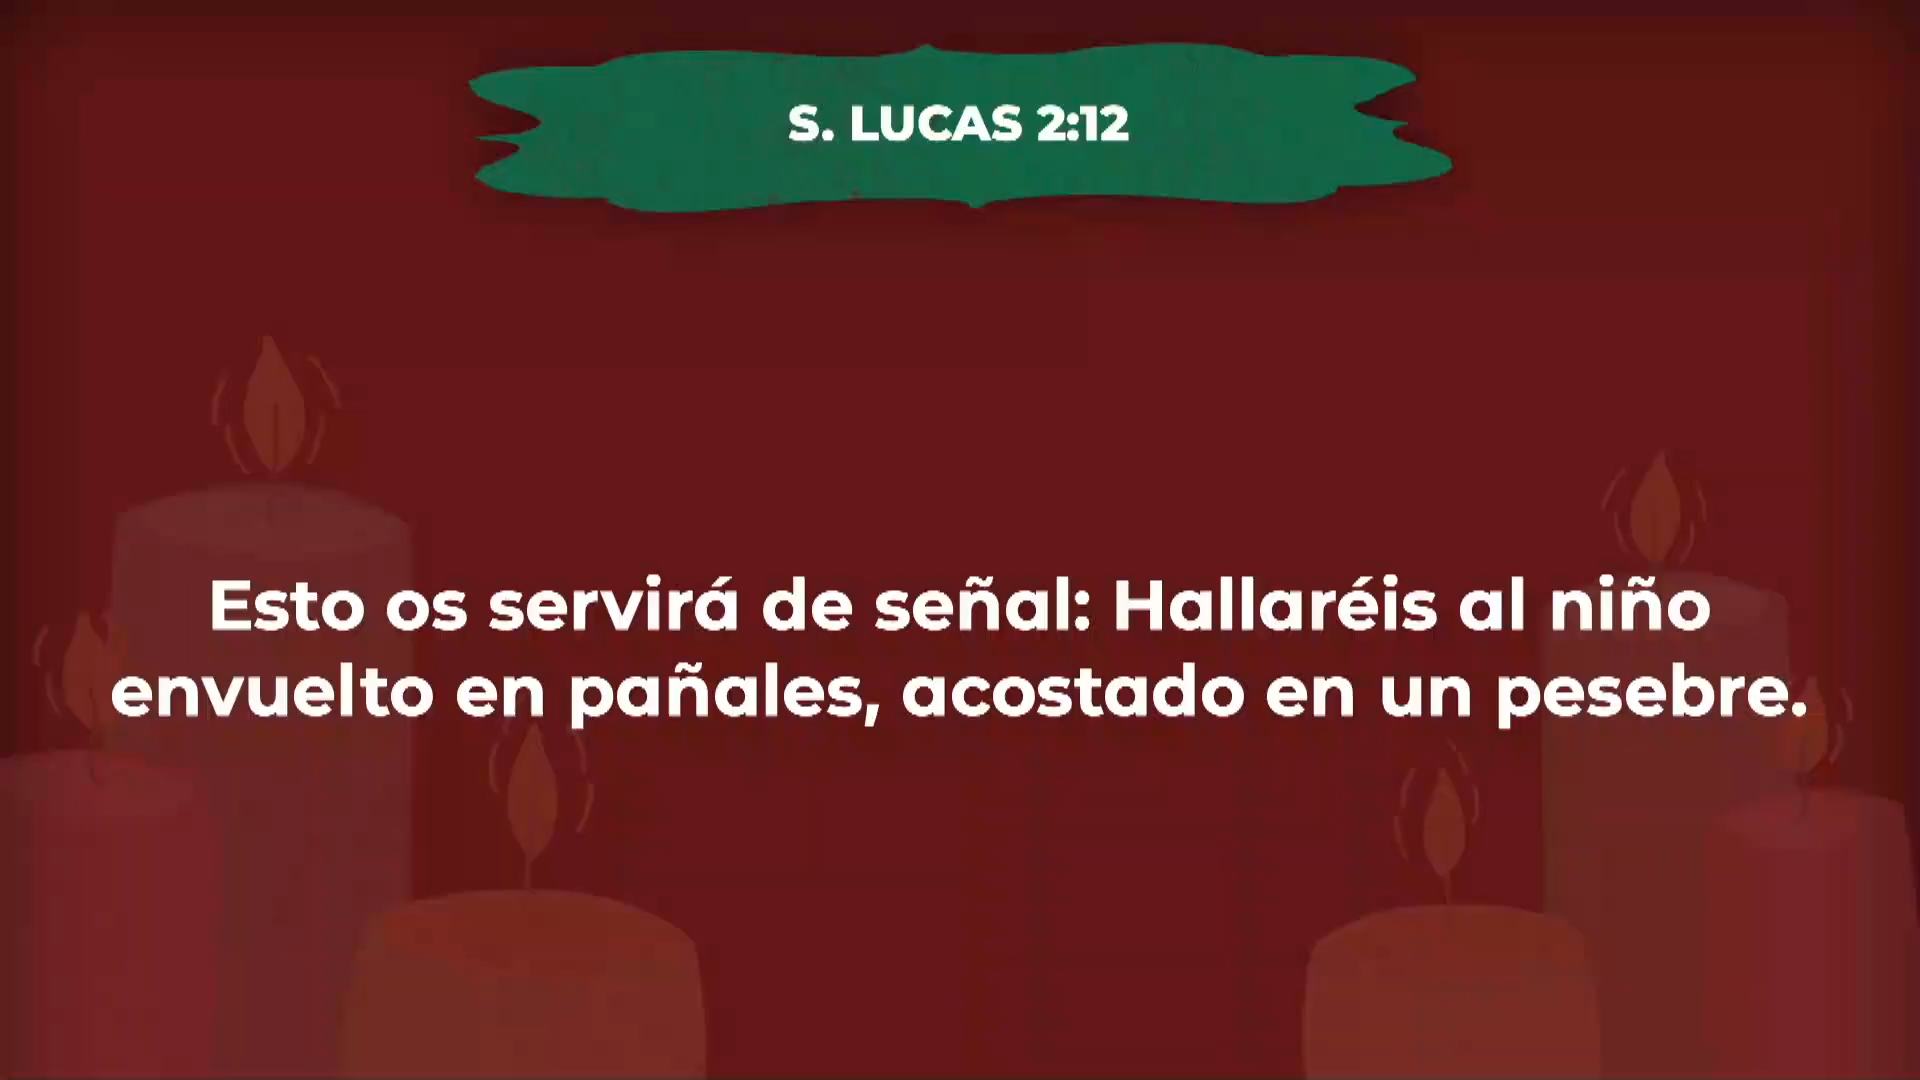 S. LUCAS 2:12
Esto os servirá de señal: Hallaréis al niño
envuelto en pañales, acostado en un pesebre.